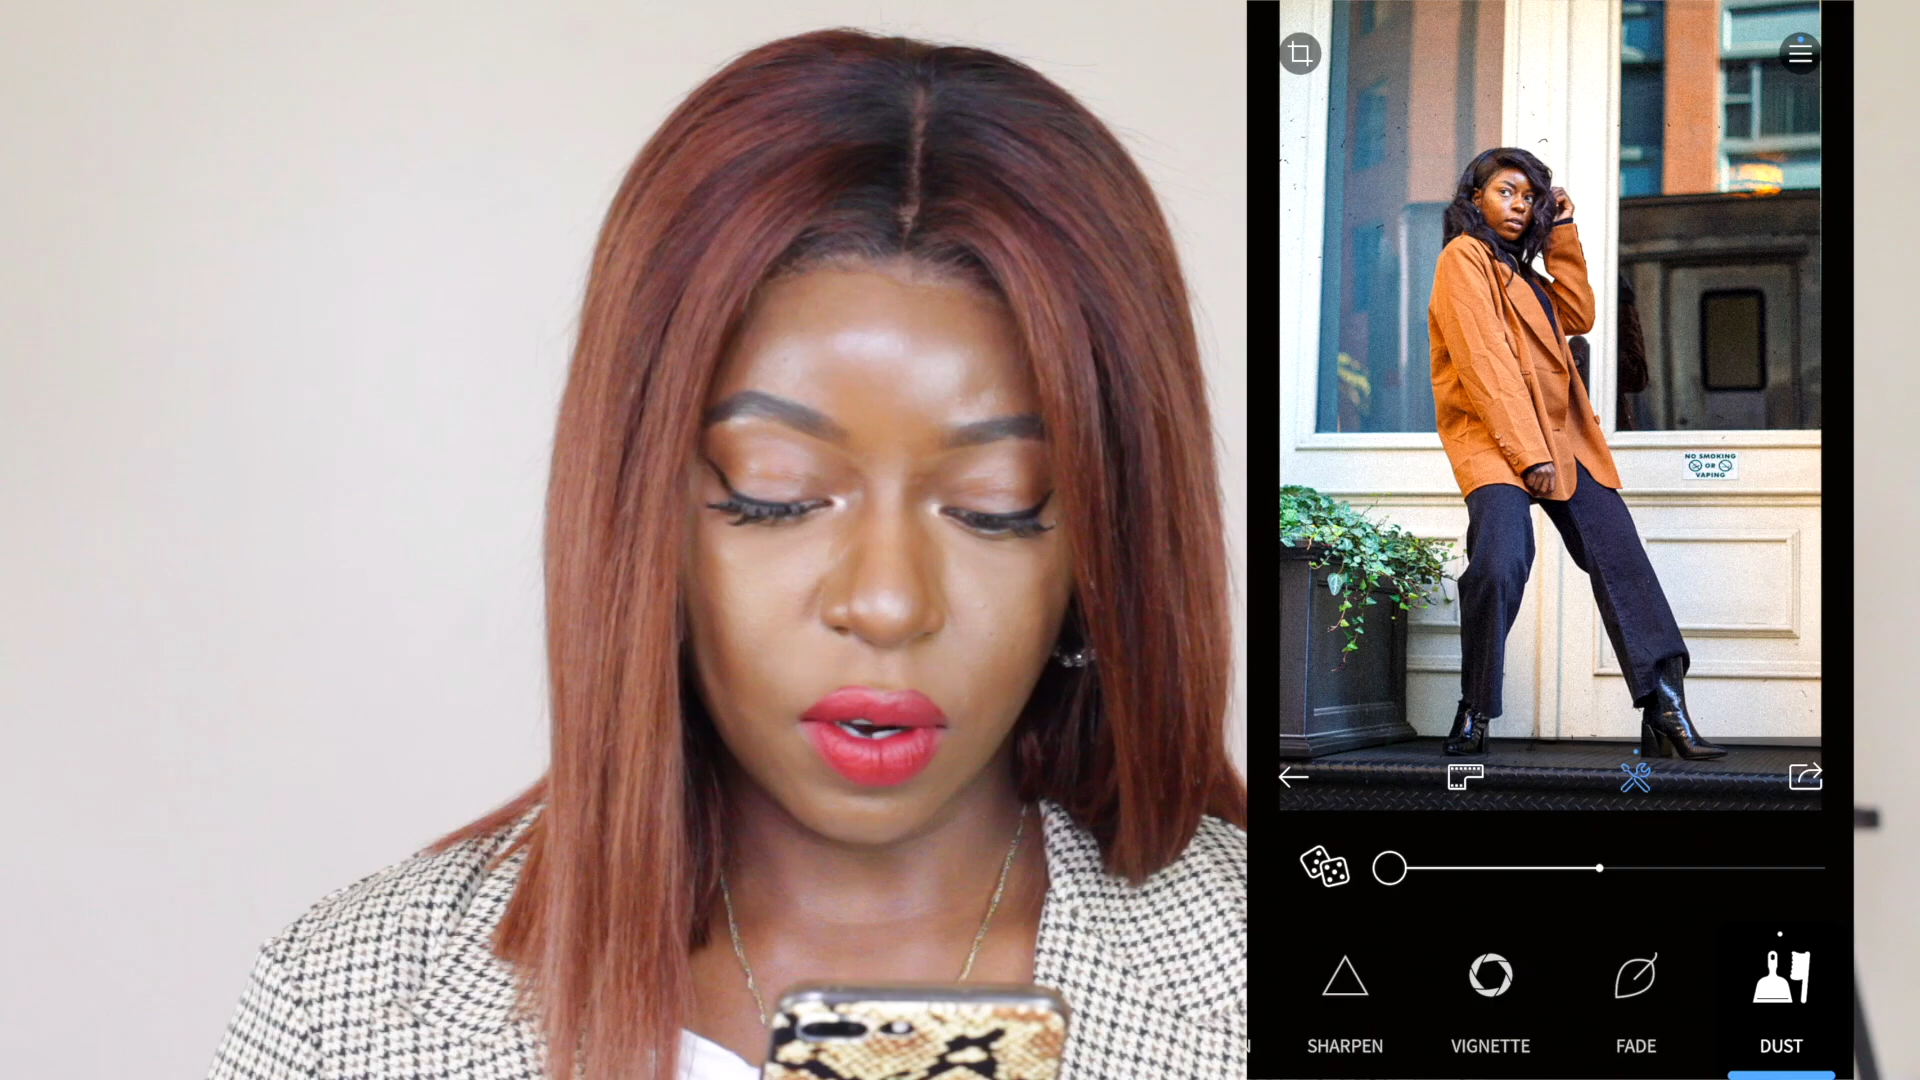 NO SMOKING
OR
VAPING
N
SHARPEN
VIGNETTE
FADE
DUST